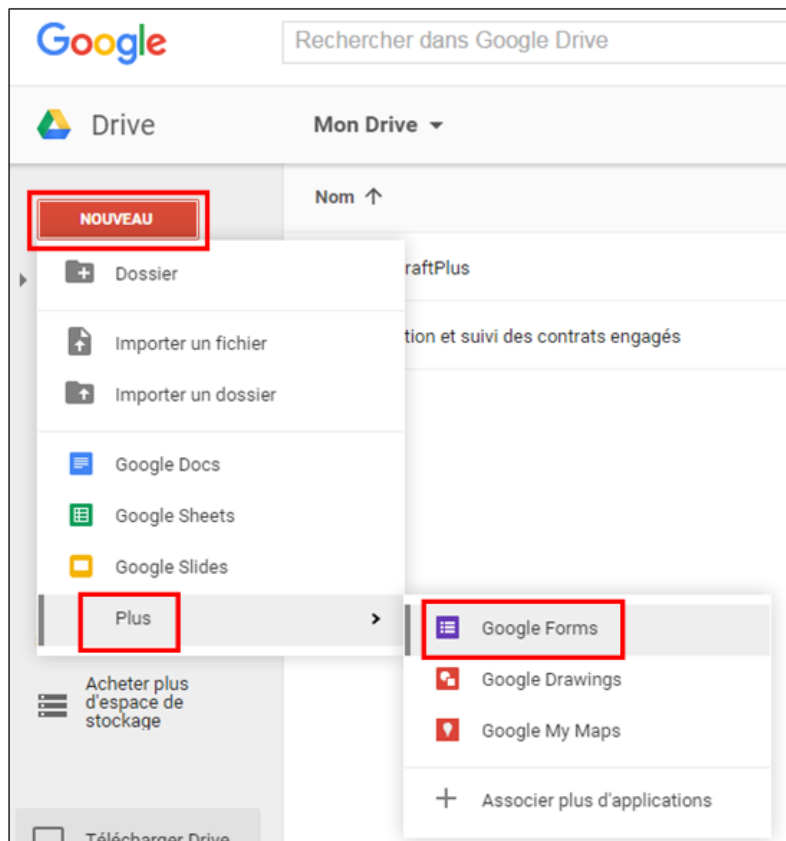 Google
Rechercher dans Google Drive
Drive
Mon Drive
Nom
NOUVEAU
Dossier
raftPlus
Importer un fichier
tion et suivi des contrats engagés
Importer un dossier
Google Docs
Google Sheets
Google Slides
Plus
Google Forms
Google Drawings
Google My Maps
Associer plus d'applications
Acheter plus
d'espace de
stockage
Télécharger Drive